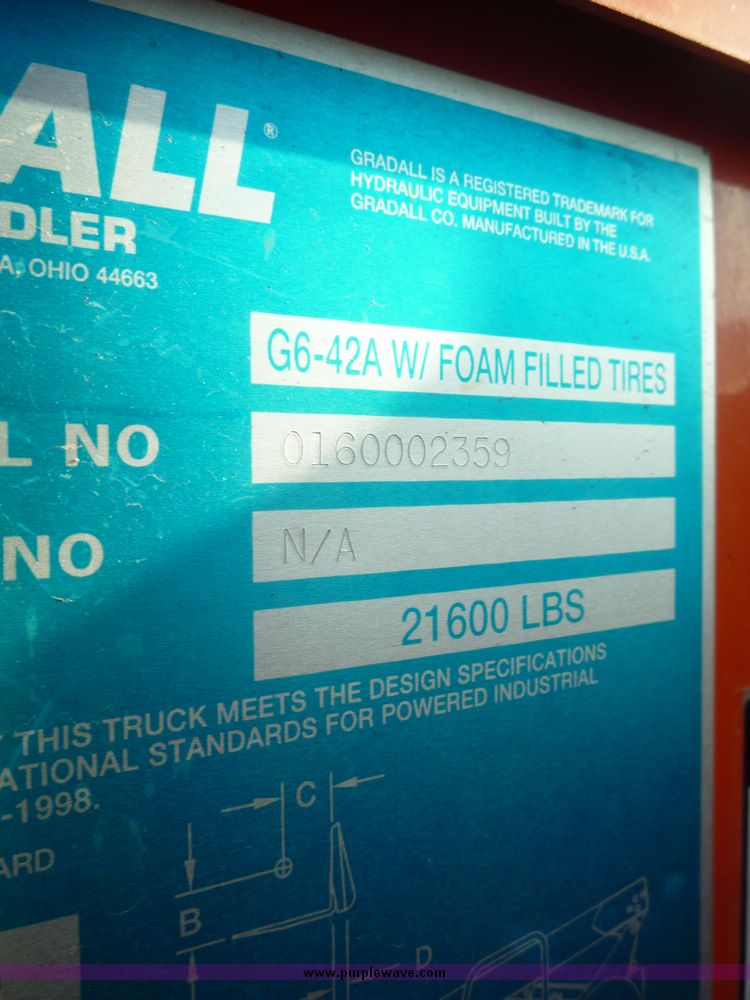 ALL®
DLER
A, OHIO 44663
GRADALL IS A REGISTERED TRADEMARK FOR
HYDRAULIC EQUIPMENT BUILT BY THE
GRADALL CO. MANUFACTURED IN THE U.S.A.
G6-42A W/ FOAM FILLED TIRES
L NO
0160002359
NO
N/A
21600 LBS
Y THIS TRUCK MEETS THE DESIGN SPECIFICATIONS
ATIONAL STANDARDS FOR POWERED INDUSTRIAL
-1998.
ARD
C
B
D
www.purplewave.com